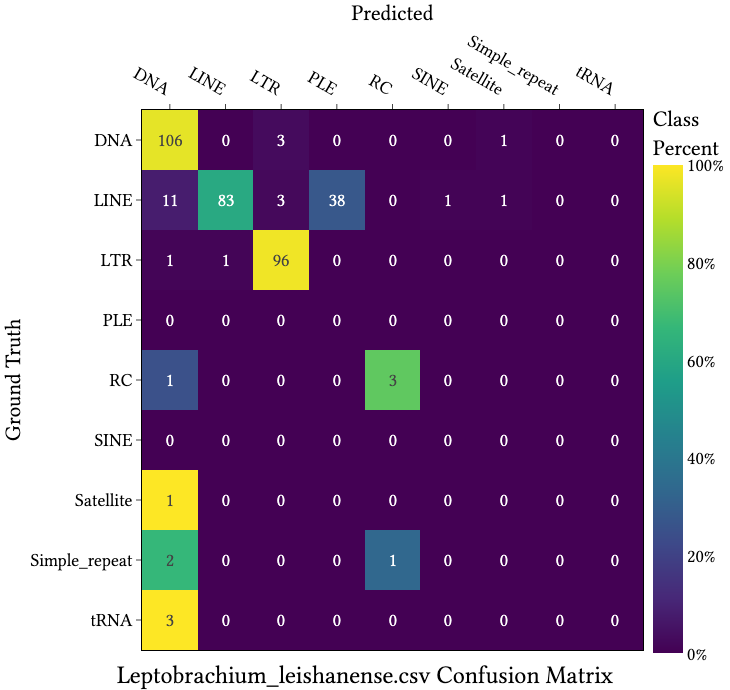 Predicted
DNA LINE LTR PLE RC SINE Satellite Simple_repeat tRNA
Class
Percent
Ground Truth
DNA 106 0 3 0 0 0 1 0 0
LINE 11 83 3 38 0 1 1 0 0
LTR 1 1 96 0 0 0 0 0 0
PLE 0 0 0 0 0 0 0 0 0
RC 1 0 0 0 3 0 0 0 0
SINE 0 0 0 0 0 0 0 0 0
Satellite 1 0 0 0 0 0 0 0 0
Simple_repeat 2 0 0 0 1 0 0 0 0
tRNA 3 0 0 0 0 0 0 0 0
100%
80%
60%
40%
20%
0%
Leptobrachium_leishanense.csv Confusion Matrix